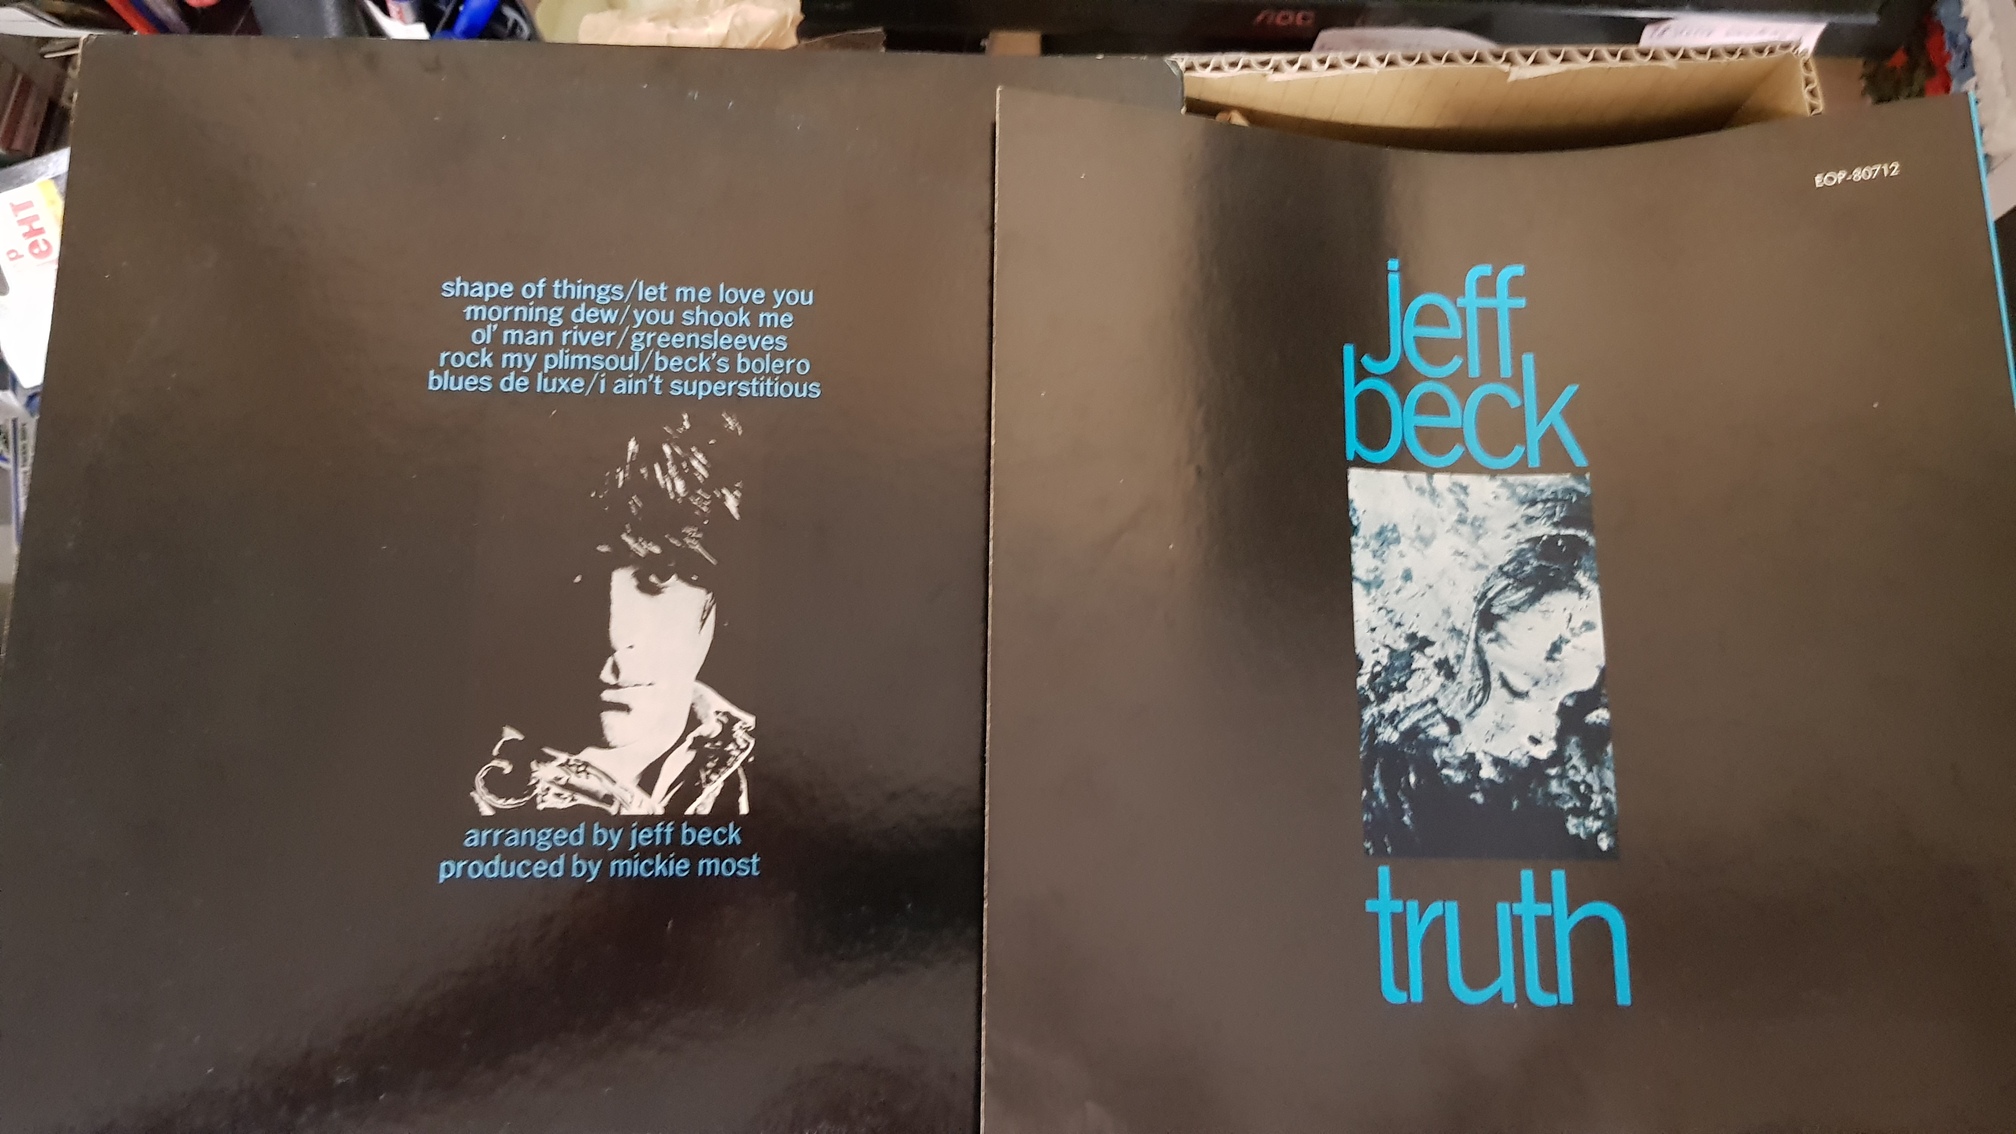 AOC
shape of things/let me love you
morning dew/you shook me
ol' man river/greensleeves
rock my plimsoul/beck's bolero
blues de luxe/i ain't superstitious
arranged by jeff beck
produced by mickie most
EOP-80712
jeff
beck
truth